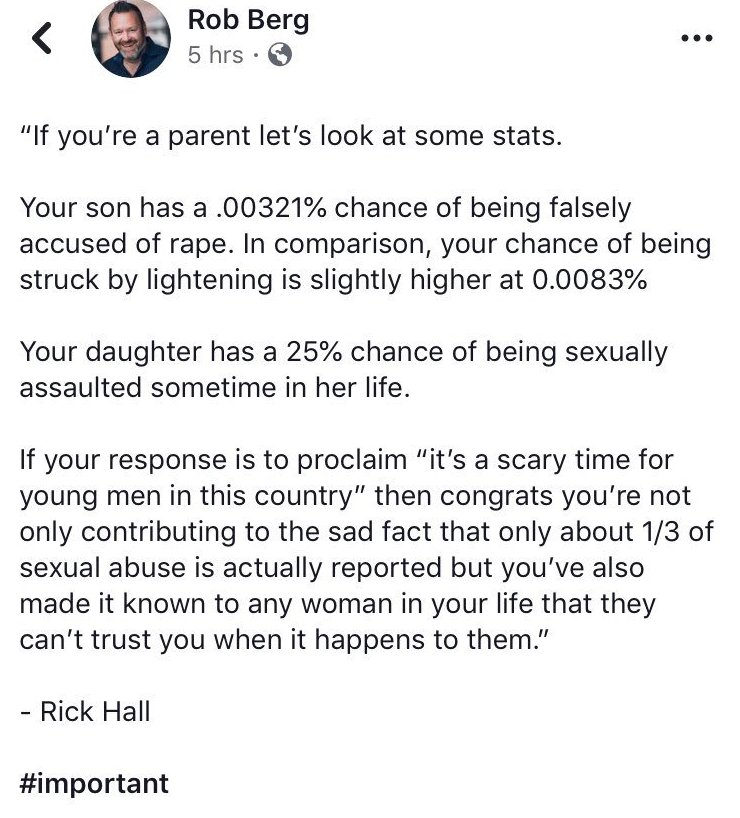 Rob Berg
5 hrs ·
“If you’re a parent let’s look at some stats.
Your son has a .00321% chance of being falsely
accused of rape. In comparison, your chance of being
struck by lightening is slightly higher at 0.0083%
Your daughter has a 25% chance of being sexually
assaulted sometime in her life.
If your response is to proclaim “it’s a scary time for
young men in this country” then congrats you’re not
only contributing to the sad fact that only about 1/3 of
sexual abuse is actually reported but you’ve also
made it known to any woman in your life that they
can’t trust you when it happens to them.”
- Rick Hall
#important